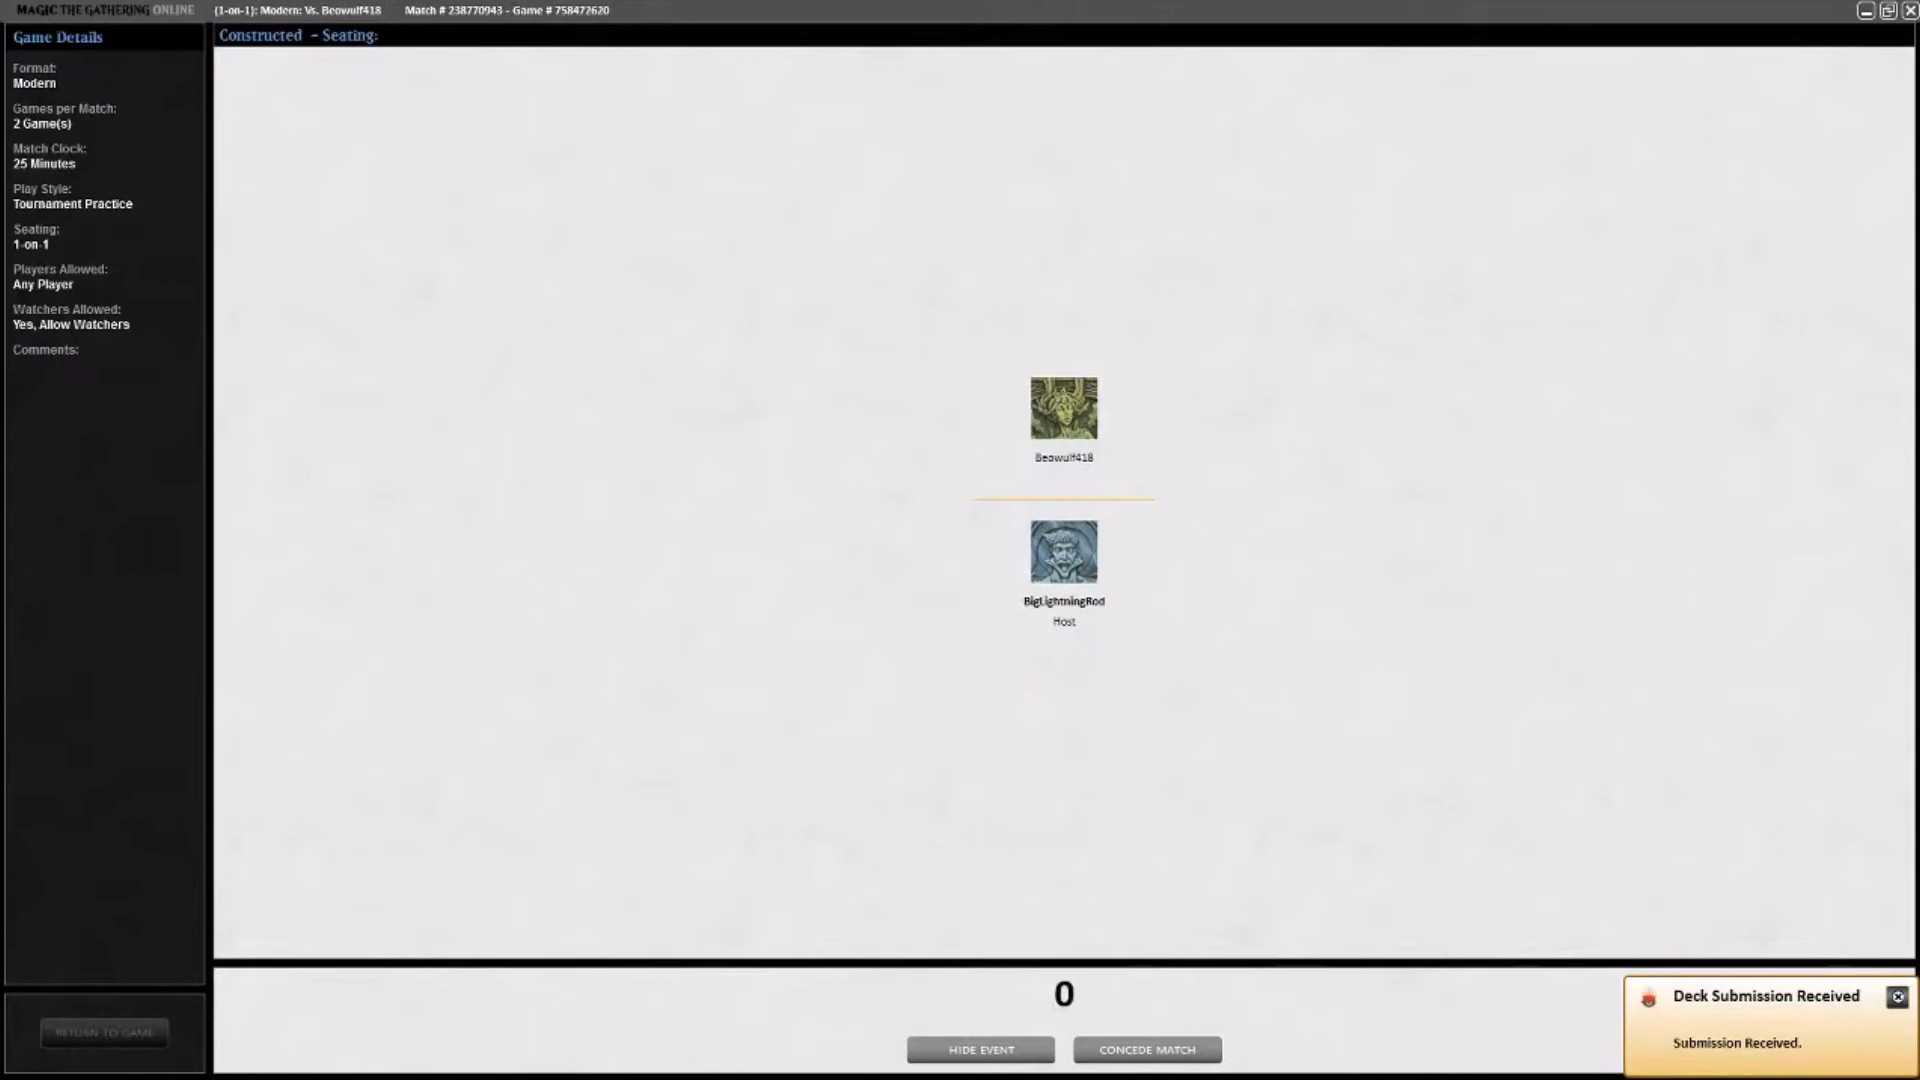 MAGIC THE GATHERING ONLINE
(1-on-1): Modern: Vs. Beowulf418 Match # 238770943 - Game # 758472620
Game Details
Constructed - Seating:
Format:
Modern
Games per Match:
2 Game(s)
Match Clock:
25 Minutes
Play Style:
Tournament Practice
Seating:
1-on-1
Players Allowed:
Any Player
Watchers Allowed:
Yes, Allow Watchers
Comments:
Beowulf418
BigLightningRod
Host
0
HIDE EVENT
CONCEDE MATCH
RETURN TO GAME
Deck Submission Received
Submission Received.